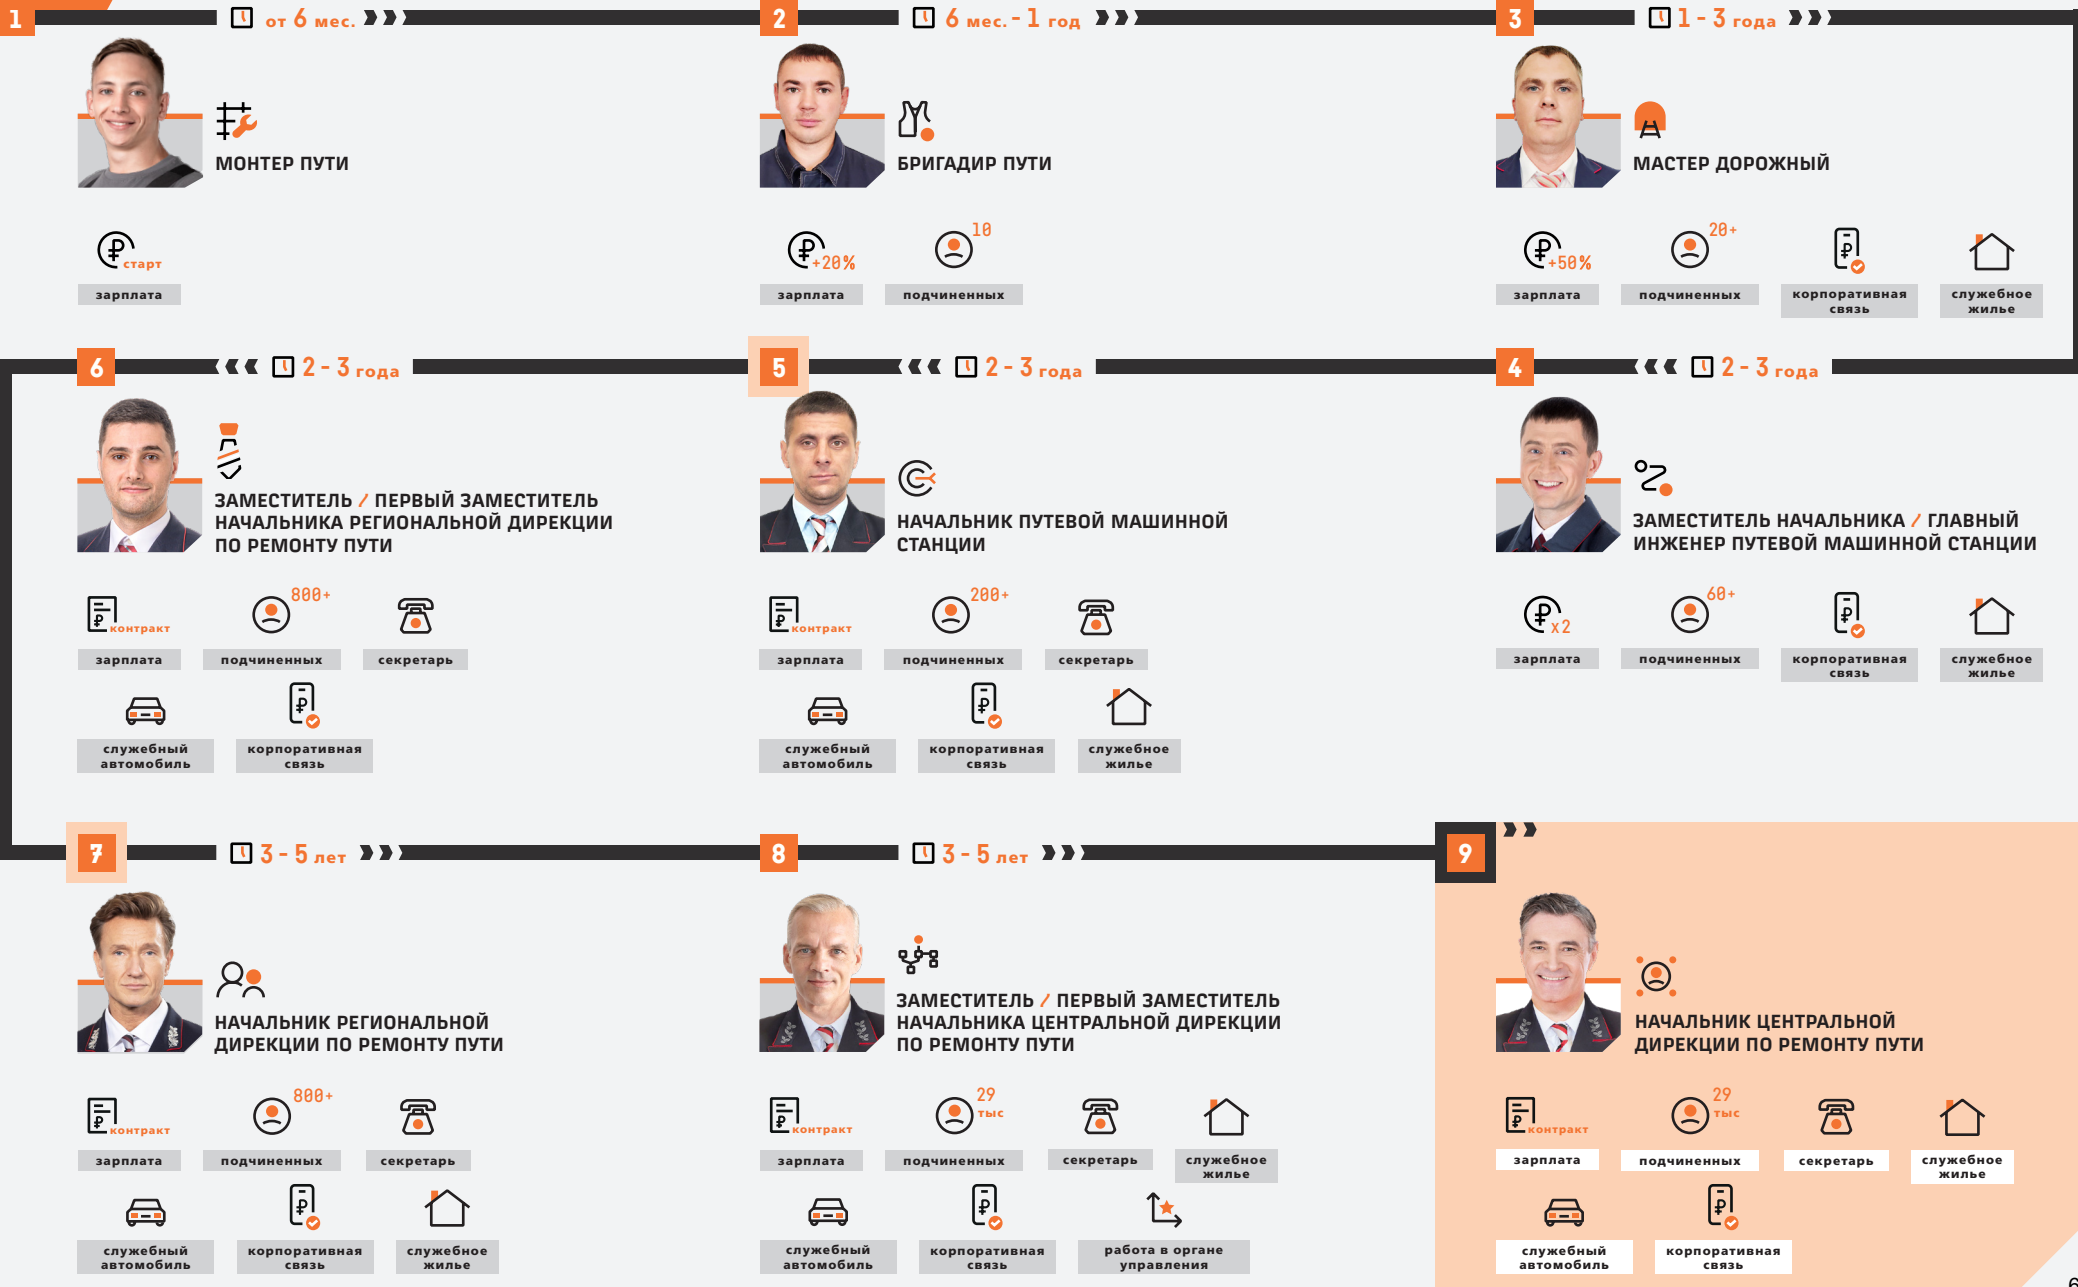 1
от 6 мес.
МОНТЕР ПУТИ
старт
зарплата
2
6 мес. - 1 год
БРИГАДИР ПУТИ
+20%
зарплата
10
подчиненных
3
1 - 3 года
МАСТЕР ДОРОЖНЫЙ
+50%
зарплата
20+
подчиненных
корпоративная
связь
служебное
жилье
4
2 - 3 года
ЗАМЕСТИТЕЛЬ НАЧАЛЬНИКА / ГЛАВНЫЙ
ИНЖЕНЕР ПУТЕВОЙ МАШИННОЙ СТАНЦИИ
x2
зарплата
60+
подчиненных
корпоративная
связь
служебное
жилье
5
2 - 3 года
НАЧАЛЬНИК ПУТЕВОЙ МАШИННОЙ
СТАНЦИИ
контракт
зарплата
200+
подчиненных
секретарь
служебный
автомобиль
корпоративная
связь
служебное
жилье
6
2 - 3 года
ЗАМЕСТИТЕЛЬ / ПЕРВЫЙ ЗАМЕСТИТЕЛЬ
НАЧАЛЬНИКА РЕГИОНАЛЬНОЙ ДИРЕКЦИИ
ПО РЕМОНТУ ПУТИ
контракт
зарплата
800+
подчиненных
секретарь
служебный
автомобиль
корпоративная
связь
7
3 - 5 лет
НАЧАЛЬНИК РЕГИОНАЛЬНОЙ
ДИРЕКЦИИ ПО РЕМОНТУ ПУТИ
контракт
зарплата
800+
подчиненных
секретарь
служебный
автомобиль
корпоративная
связь
служебное
жилье
8
3 - 5 лет
ЗАМЕСТИТЕЛЬ / ПЕРВЫЙ ЗАМЕСТИТЕЛЬ
НАЧАЛЬНИКА ЦЕНТРАЛЬНОЙ ДИРЕКЦИИ
ПО РЕМОНТУ ПУТИ
контракт
зарплата
29
тыс
подчиненных
секретарь
служебное
жилье
служебный
автомобиль
корпоративная
связь
работа в органе
управления
9
НАЧАЛЬНИК ЦЕНТРАЛЬНОЙ
ДИРЕКЦИИ ПО РЕМОНТУ ПУТИ
контракт
зарплата
29
тыс
подчиненных
секретарь
служебное
жилье
служебный
автомобиль
корпоративная
связь